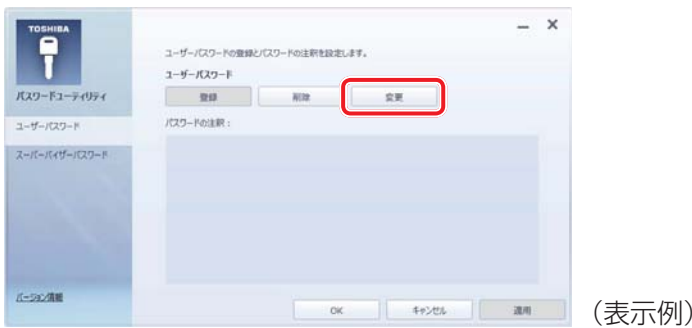 TOSHIBA
パスワードユーティリティ
ユーザーパスワード
スーパーバイザーパスワード
バージョン情報
ユーザーパスワードの登録とパスワードの注釈を設定します。
ユーザーパスワード
登録 削除 変更
パスワードの注釈：
OK キャンセル 適用
（表示例）